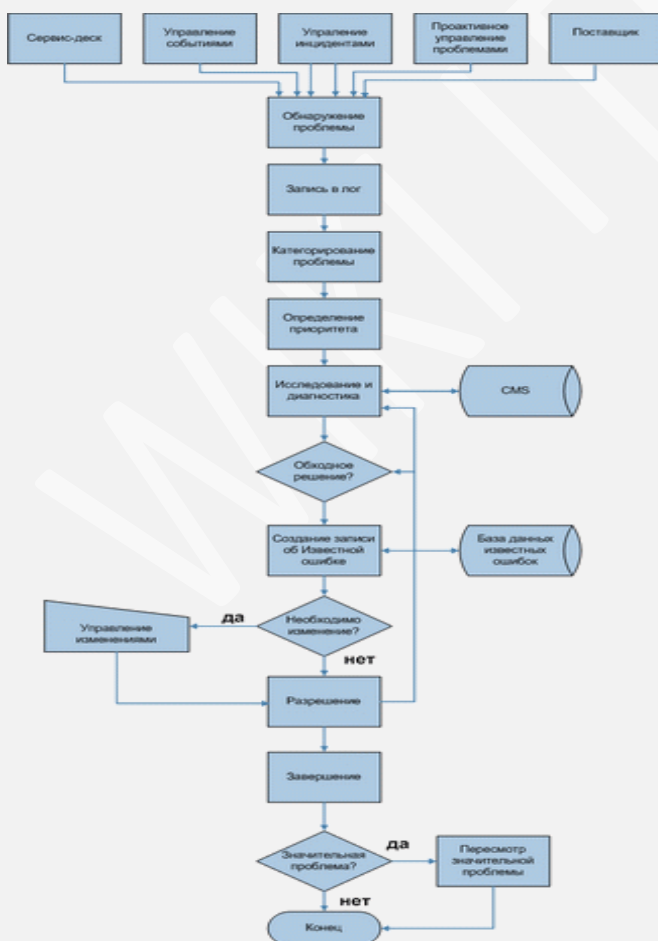 Сервис-деск
Управление
событиями
Упраление
инцидентами
Проактивное
управление
проблемами
Поставщик
Обнаружение
проблемы
Запись в лог
Категорирование
проблемы
Определение
приоритета
Исследование и
диагностика
CMS
Обходное
решение?
Создание записи
об Известной
ошибке
База данных
известных
ошибок
Необходимо
изменение?
да
Управление
изменениями
нет
Разрешение
Завершение
Значительная
проблема?
да
Пересмотр
значительной
проблемы
нет
Конец